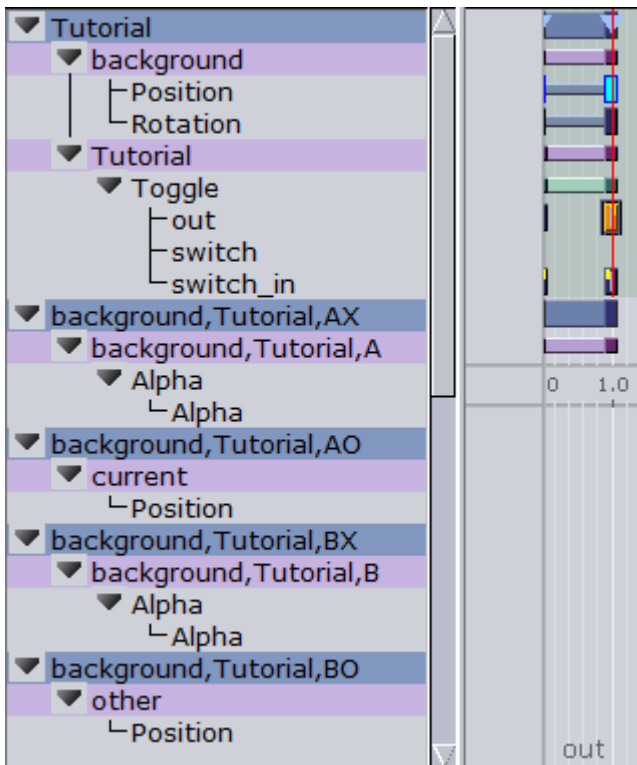 Tutorial
background
Position
Rotation
Tutorial
Toggle
out
switch
switch_in
background,Tutorial,AX
background,Tutorial,A
Alpha
0 1.0
Alpha
background,Tutorial,AO
current
Position
background,Tutorial,BX
background,Tutorial,B
Alpha
Alpha
background,Tutorial,BO
other
Position
out